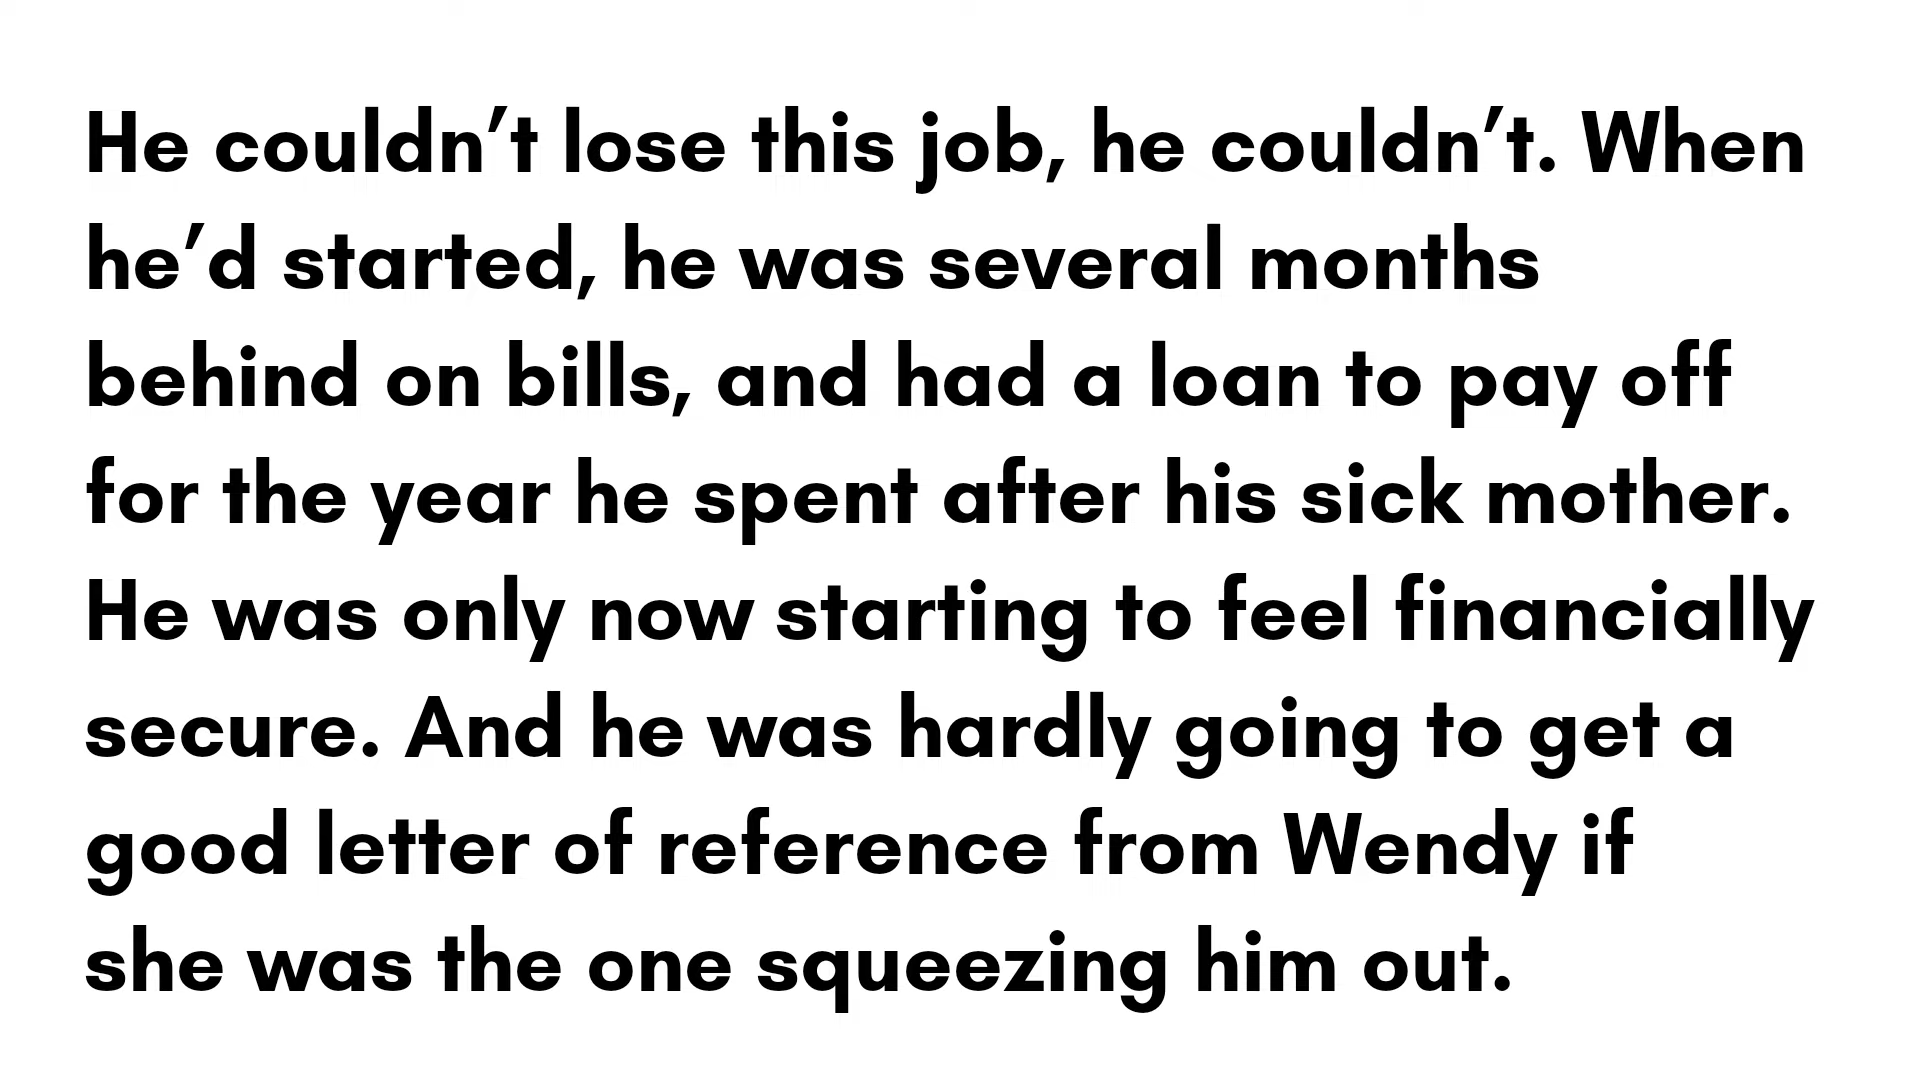 He couldn’t lose this job, he couldn’t. When
he’d started, he was several months
behind on bills, and had a loan to pay off
for the year he spent after his sick mother.
He was only now starting to feel financially
secure. And he was hardly going to get a
good letter of reference from Wendy if
she was the one squeezing him out.